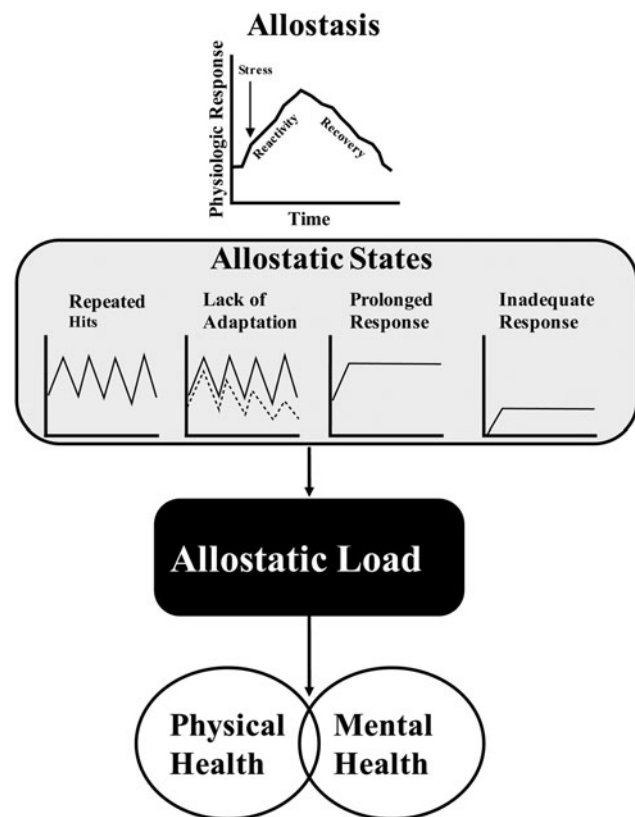 Allostasis
Physiologic Response
Stress
Reactivity
Recovery
Time
Allostatic States
Repeated
Hits
Lack of
Adaptation
Prolonged
Response
Inadequate
Response
Allostatic Load
Physical
Health
Mental
Health